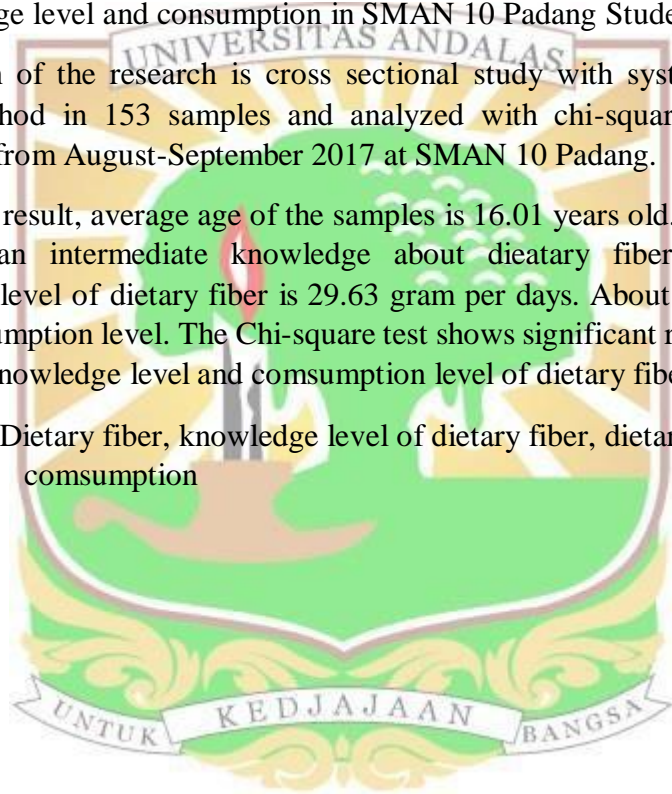 ge level and consumption in SMAN 10 Padang Stude
UNIVERSITAS ANDALAS
n of the research is cross sectional study with syst
hod in 153 samples and analyzed with chi-squar
from August-September 2017 at SMAN 10 Padang.
result, average age of the samples is 16.01 years old.
an intermediate knowledge about dieatary fiber
level of dietary fiber is 29.63 gram per days. About
umption level. The Chi-square test shows significant r
nowledge level and comsumption level of dietary fibe
Dietary fiber, knowledge level of dietary fiber, dieta
comsumption
UNTUK KEDJAJAAN BANGSA